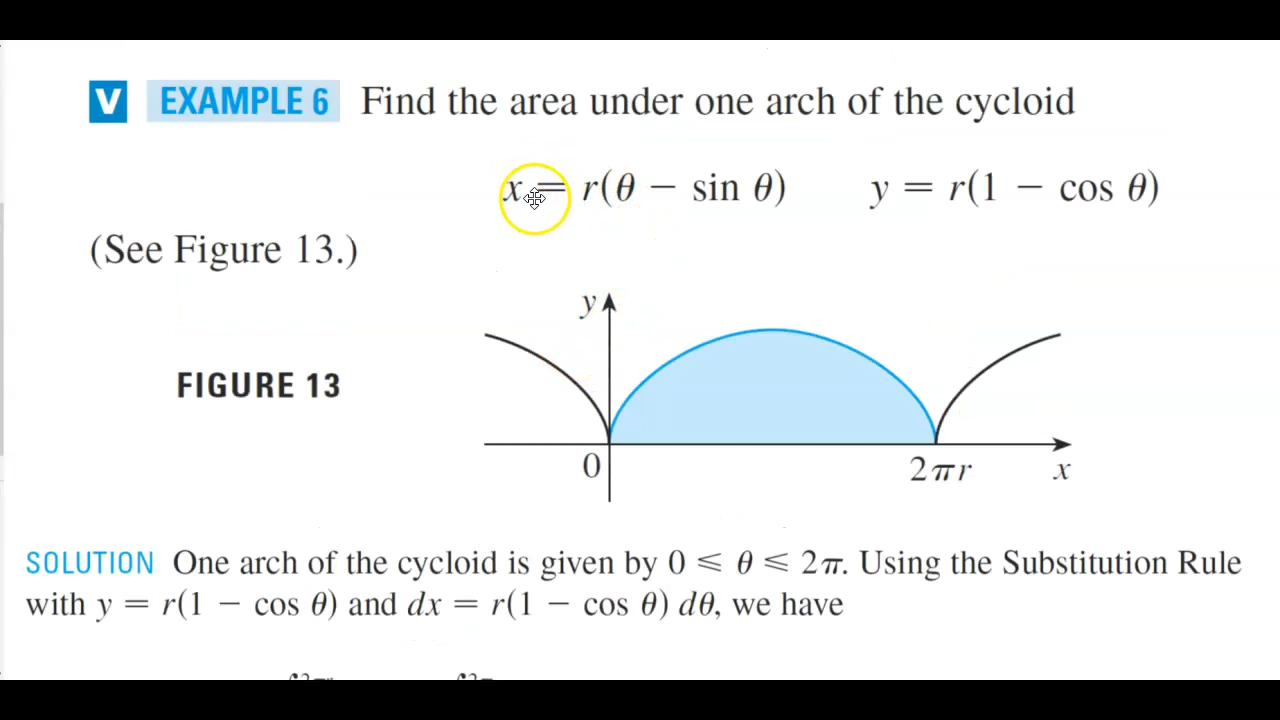 V EXAMPLE 6 Find the area under one arch of the cycloid
x = r(θ − sin θ) y = r(1 − cos θ)
(See Figure 13.)
y
FIGURE 13
0 2πr x
SOLUTION One arch of the cycloid is given by 0 ⩽ θ ⩽ 2π. Using the Substitution Rule
with y = r(1 − cos θ) and dx = r(1 − cos θ) dθ, we have